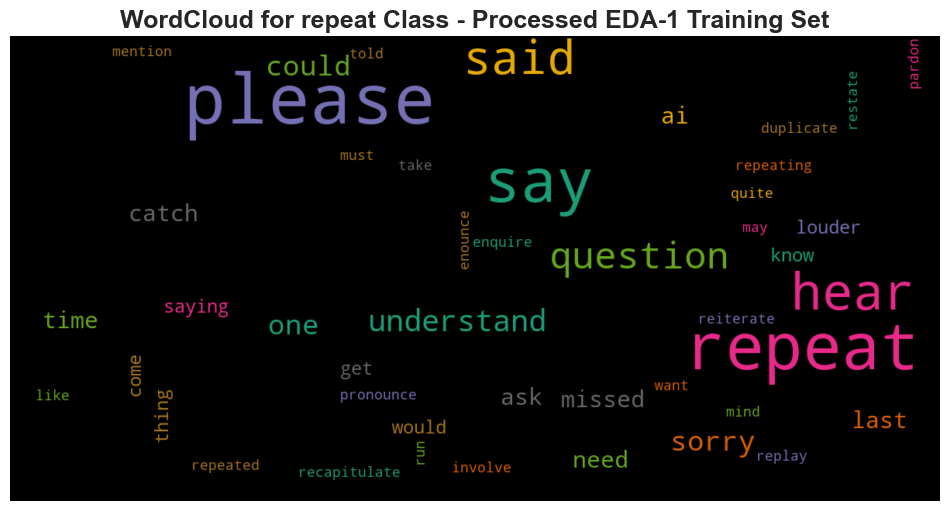 WordCloud for repeat Class - Processed EDA-1 Training Set
mention
could
told
said
pardon
please
ai
restate
duplicate
must
take
say
repeating
quite
catch
enounce
enquire
question
may
louder
know
time
saying
one
understand
hear
reiterate
repeat
come
get
like
thing
pronounce
ask
missed
want
mind
last
would
run
sorry
repeated
recapitulate
involve
need
replay